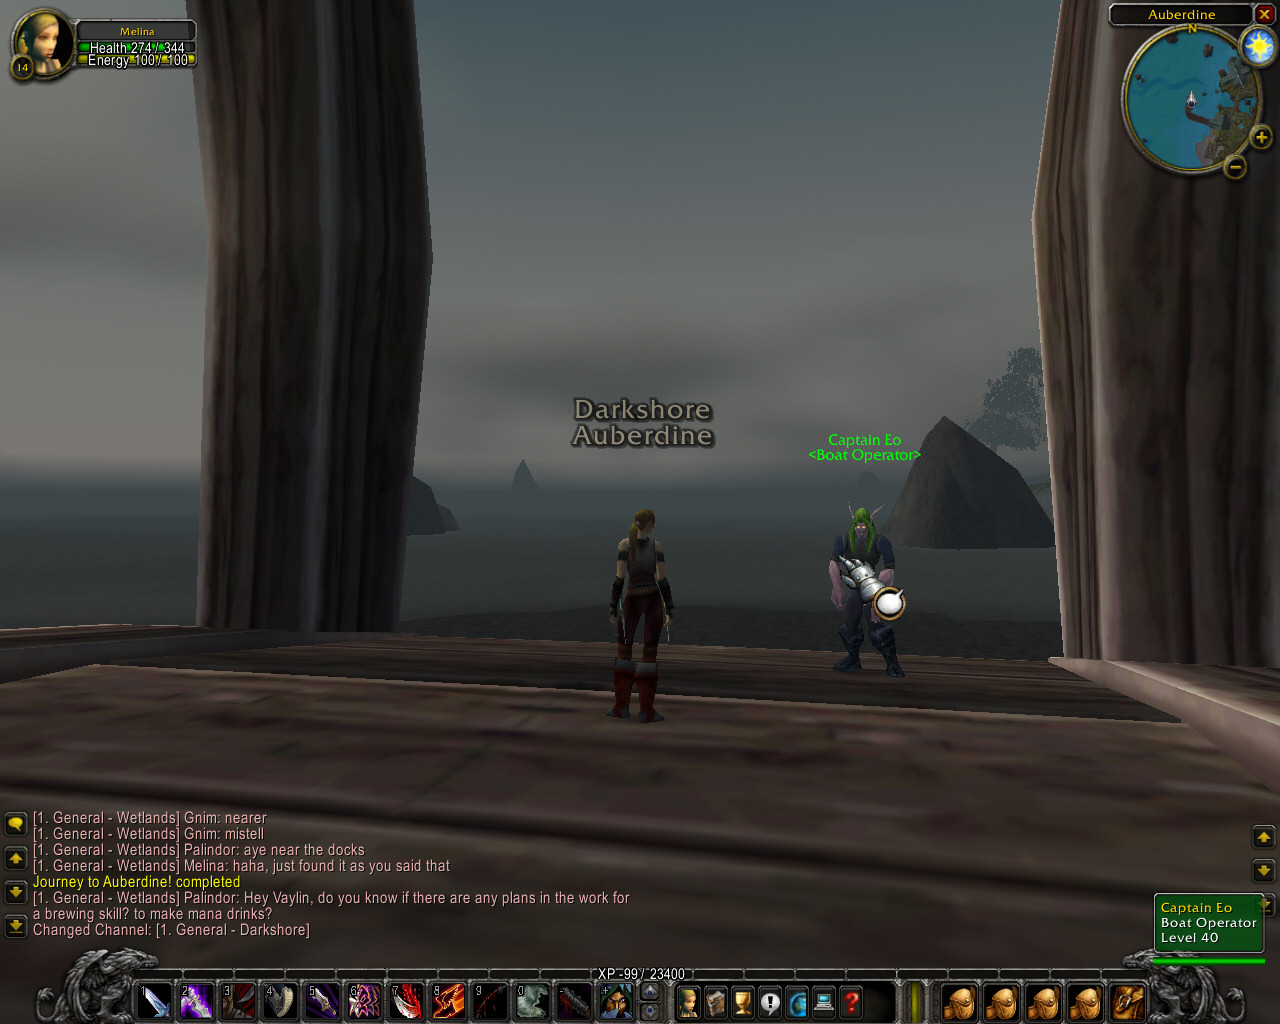 Melina
Health 274 / 344
Energy 100 / 100
14
Auberdine
N
Darkshore
Auberdine
Captain Eo
<Boat Operator>
[1. General - Wetlands] Gnim: nearer
[1. General - Wetlands] Gnim: mistell
[1. General - Wetlands] Palindor: aye near the docks
[1. General - Wetlands] Melina: haha, just found it as you said that
Journey to Auberdine! completed
[1. General - Wetlands] Palindor: Hey Vaylin, do you know if there are any plans in the work for
a brewing skill? to make mana drinks?
Changed Channel: [1. General - Darkshore]
Captain Eo
Boat Operator
Level 40
XP -99 / 23400
1 2 3 4 5 6 7 8 9 0 - +